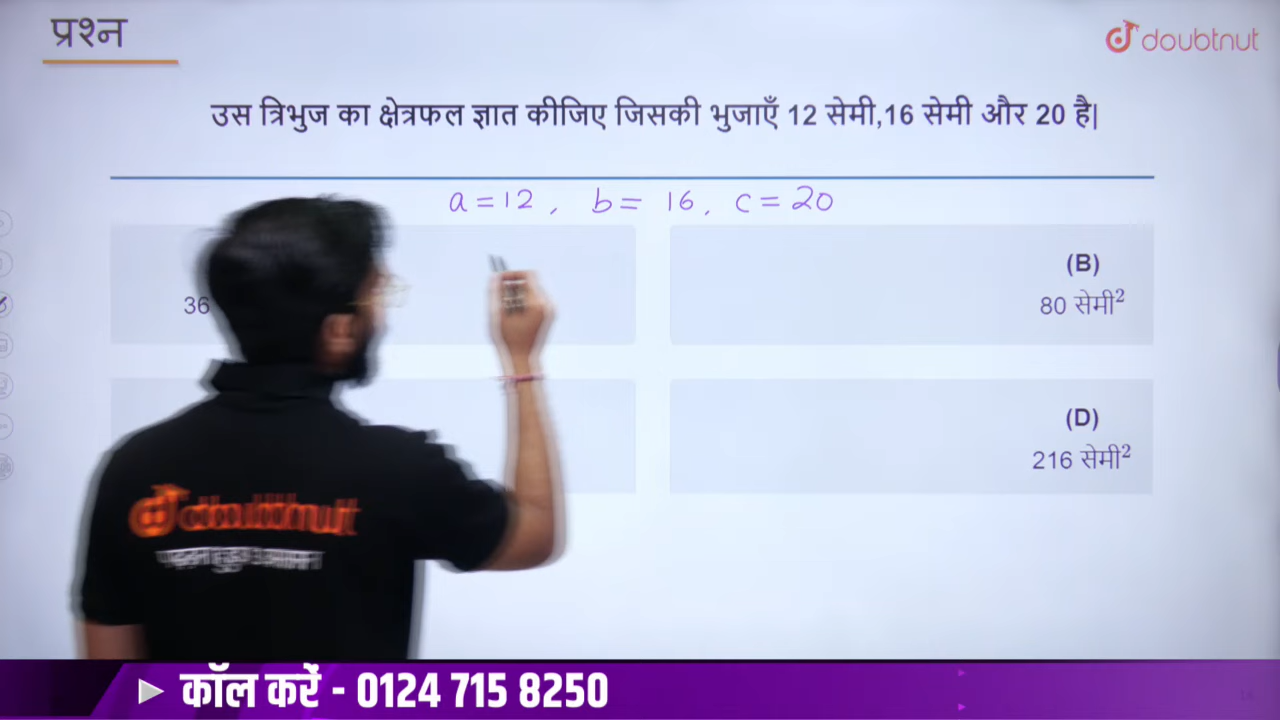 प्रश्न
doubtnut
उस त्रिभुज का क्षेत्रफल ज्ञात कीजिए जिसकी भुजाएँ 12 सेमी,16 सेमी और 20 है|
a = 12 , b = 16, c = 20
(B)
36
80 सेमी²
(D)
216 सेमी²
doubtnut
कॉल करें - 0124 715 8250